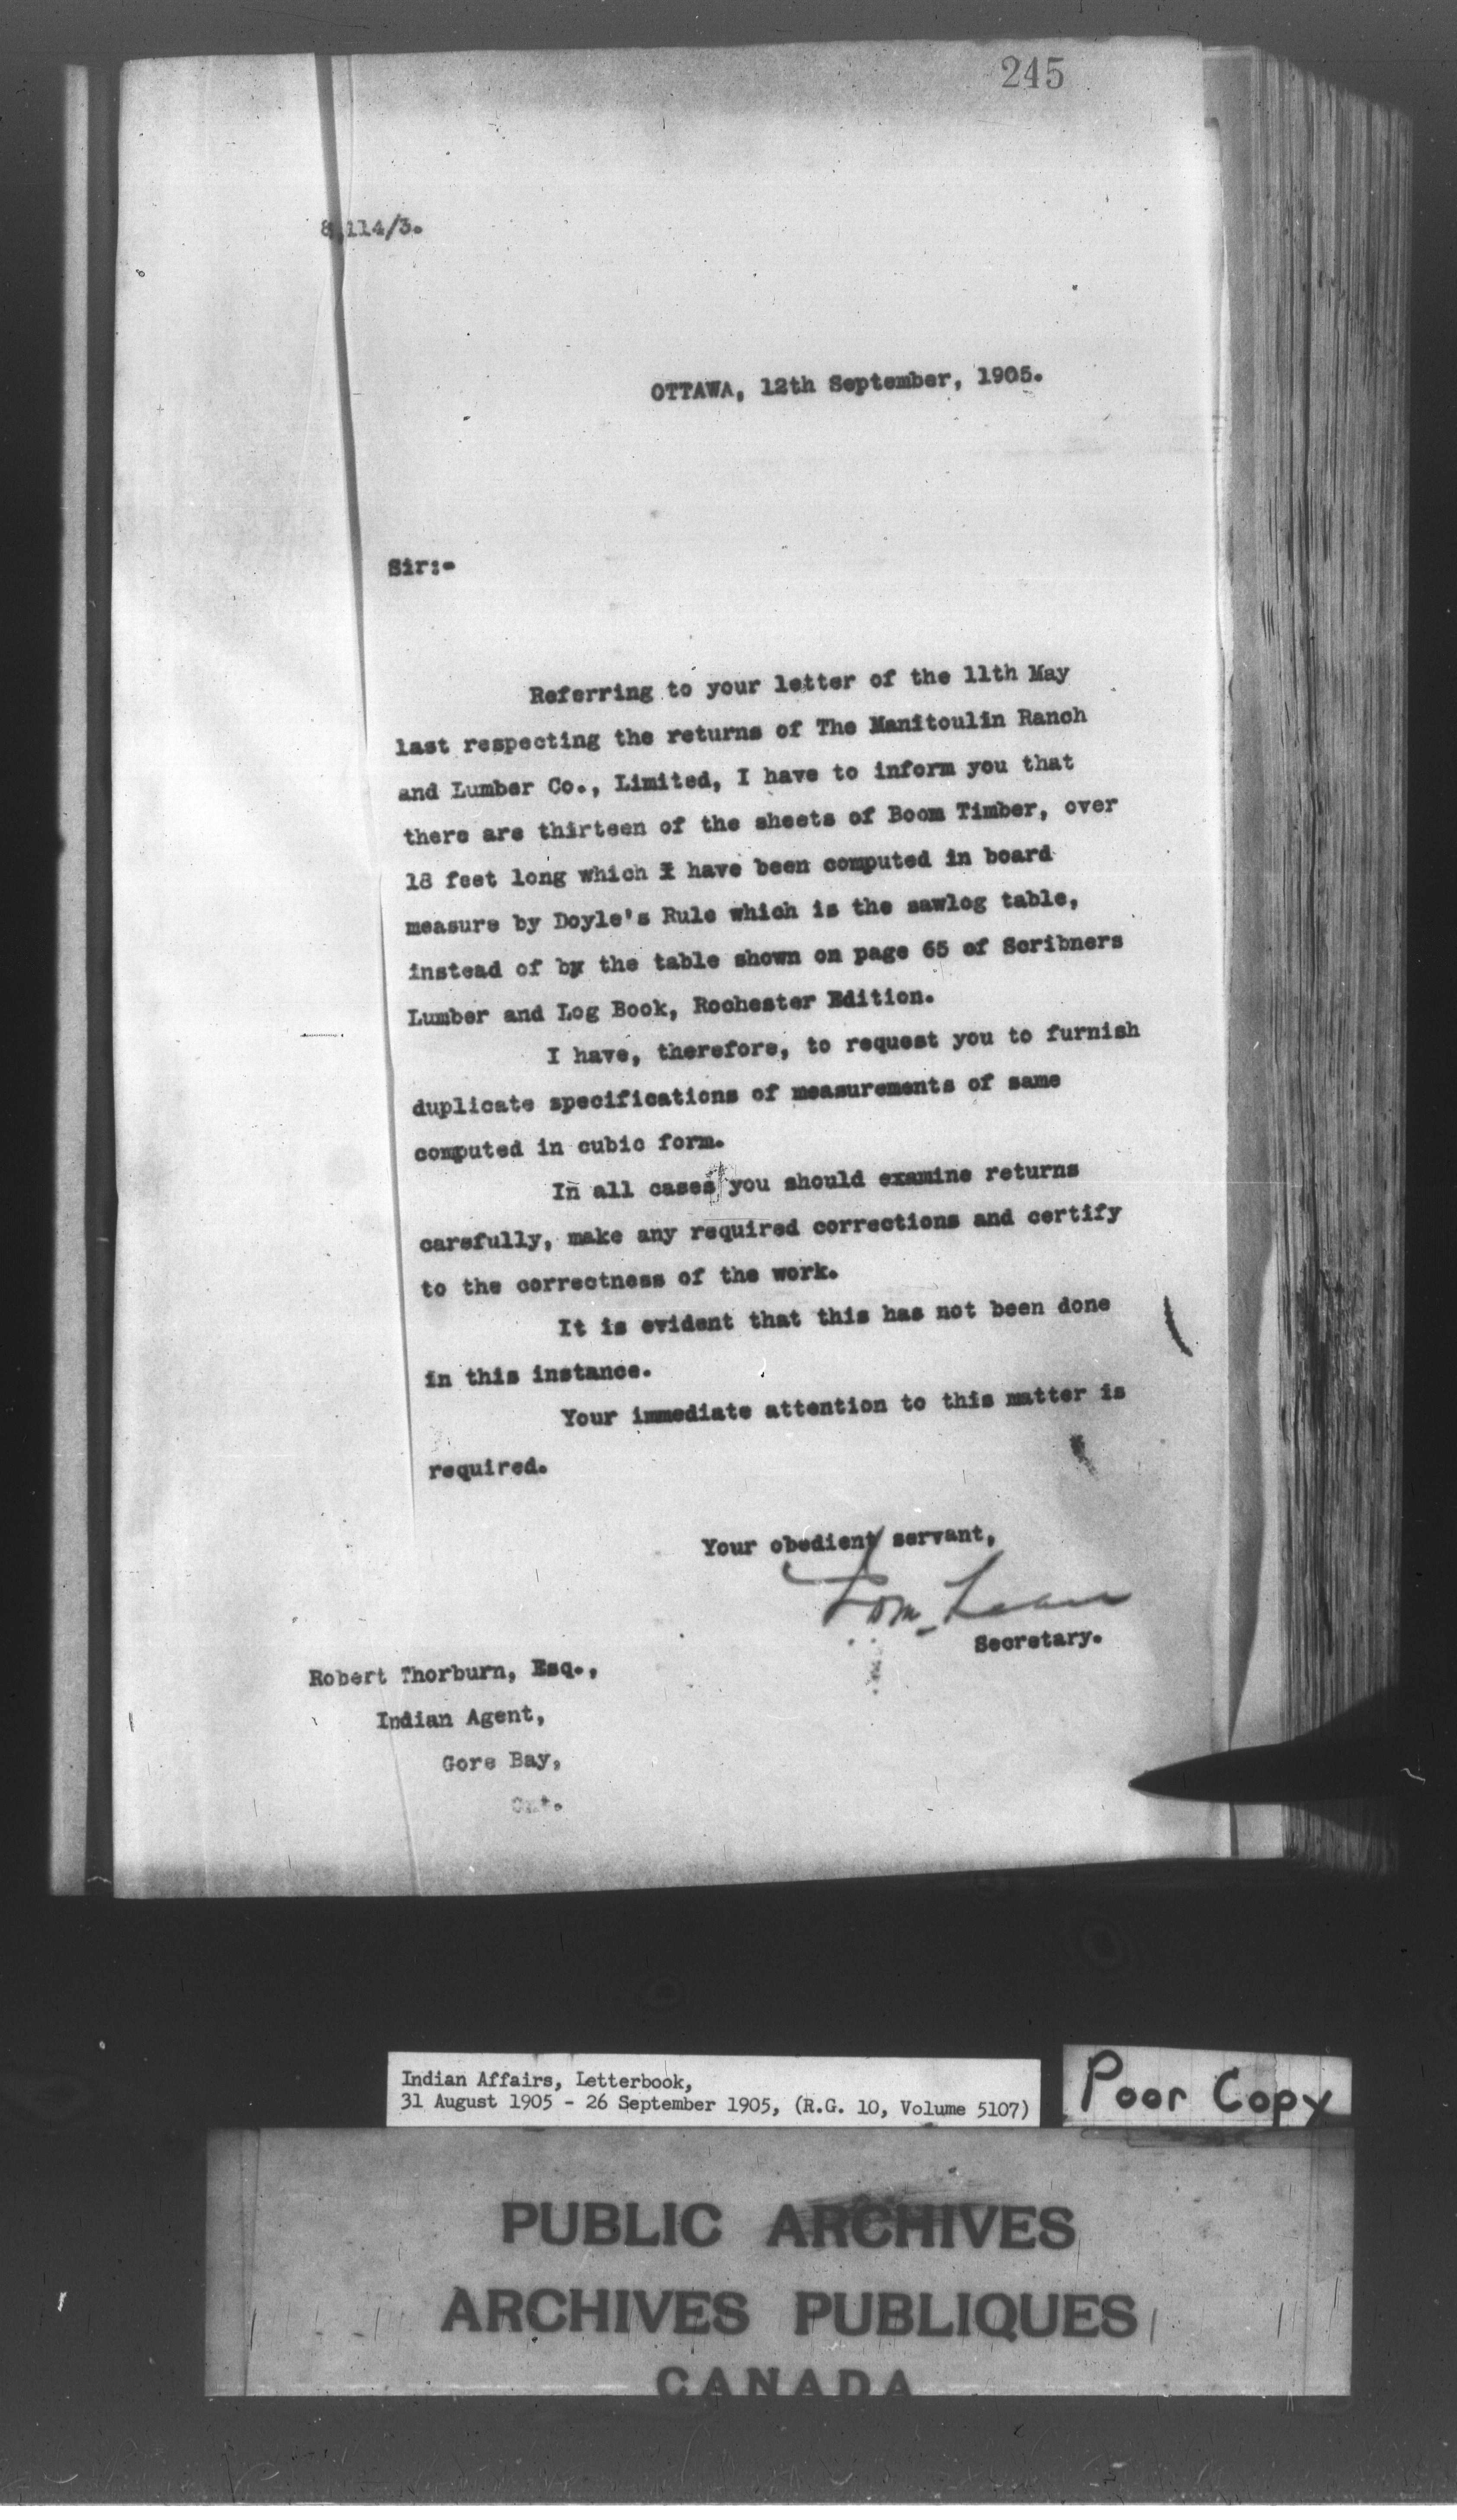 245
8,114/3.
OTTAWA, 12th September, 1905.
Sir:-
Referring to your letter of the 11th May
last respecting the returns of The Manitoulin Ranch
and Lumber Co., Limited, I have to inform you that
there are thirteen of the sheets of Boom Timber, over
18 feet long which I have been computed in board
measure by Doyle's Rule which is the sawlog table,
instead of by the table shown on page 65 of Scribners
Lumber and Log Book, Rochester Edition.
I have, therefore, to request you to furnish
duplicate specifications of measurements of same
computed in cubic form.
In all cases you should examine returns
carefully, make any required corrections and certify
to the correctness of the work.
It is evident that this has not been done
in this instance.
Your immediate attention to this matter is
required.
Your obedient servant,
Secretary.
Robert Thorburn, Esq.,
Indian Agent,
Gore Bay,
Ont.
Indian Affairs, Letterbook,
31 August 1905 - 26 September 1905, (R.G. 10, Volume 5107)
Poor Copy
PUBLIC ARCHIVES
ARCHIVES PUBLIQUES
CANADA